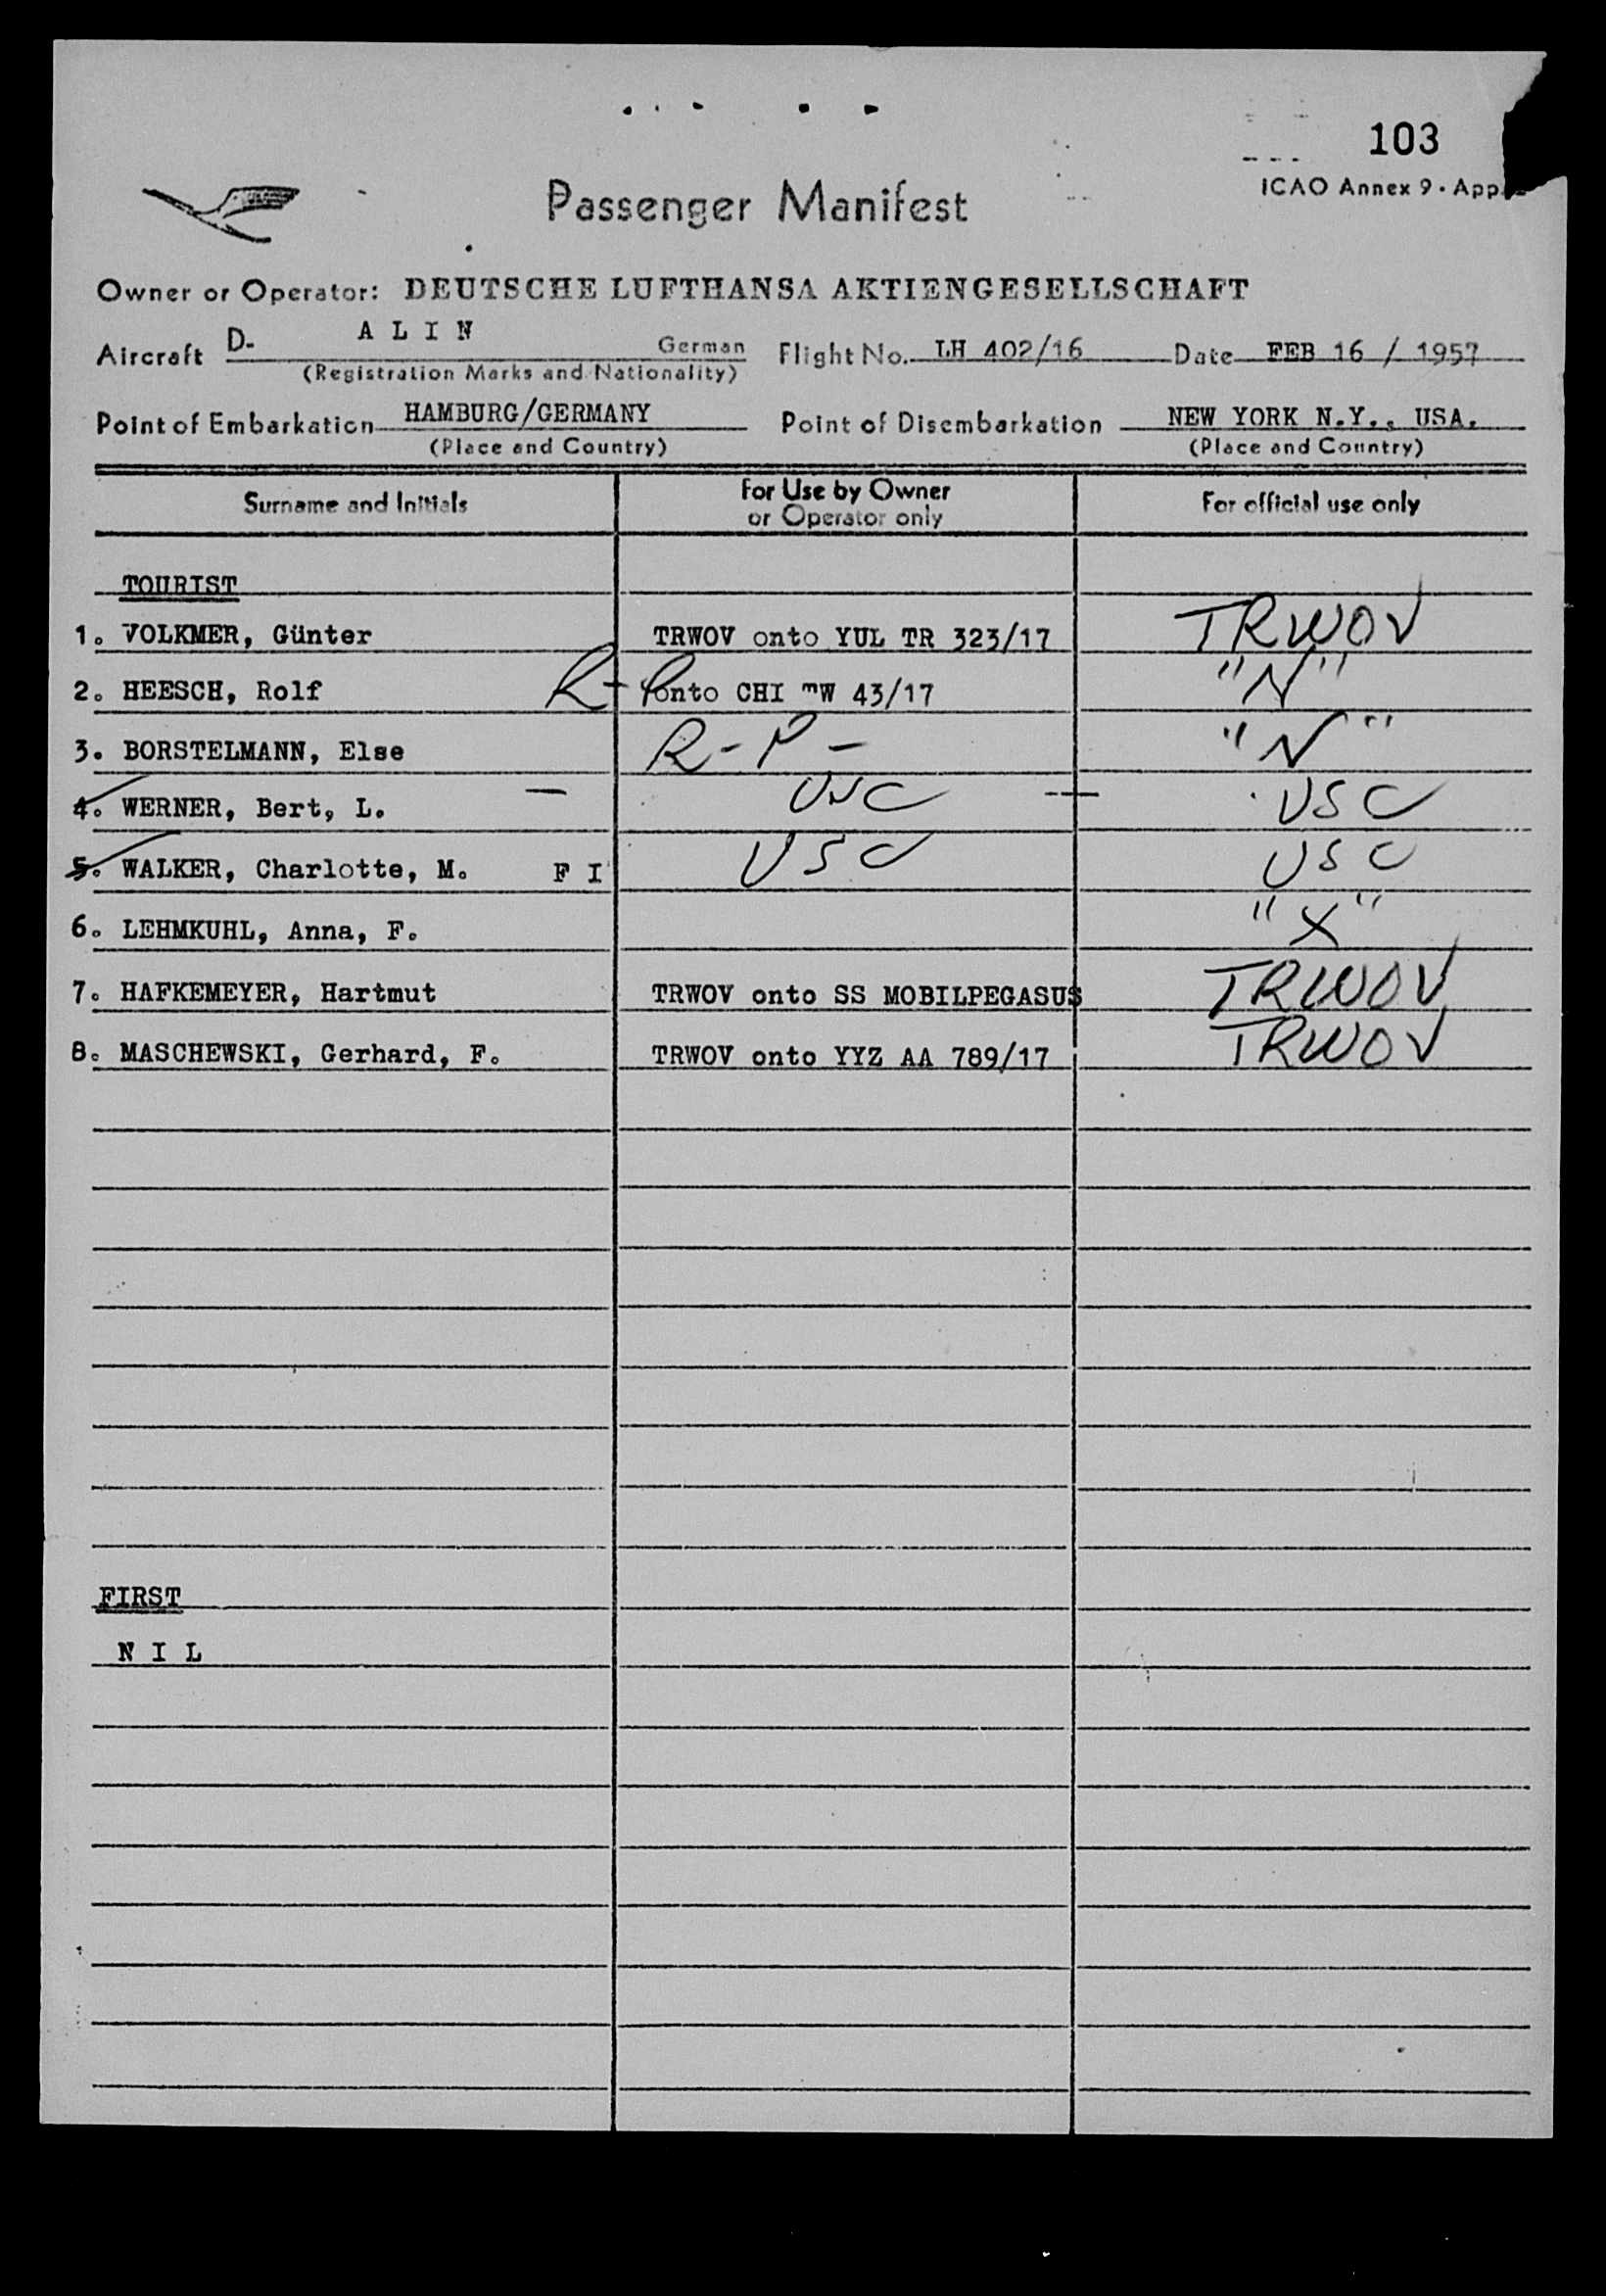 103
ICAO Annex 9 · App.
Passenger Manifest
Owner or Operator: DEUTSCHE LUFTHANSA AKTIENGESELLSCHAFT
Aircraft D- A L I N German Flight No. LH 402/16 Date FEB 16 / 1957
(Registration Marks and Nationality)
Point of Embarkation HAMBURG/GERMANY Point of Disembarkation NEW YORK N.Y., USA.
(Place and Country) (Place and Country)
Surname and Initials For Use by Owner or Operator only For official use only
TOURIST
1. VOLKMER, Günter TRWOV onto YUL TR 323/17 TRWOV
2. HEESCH, Rolf R-P onto CHI TW 43/17 "N"
3. BORSTELMANN, Else R-P- "N"
4. WERNER, Bert, L. — USC — USC
5. WALKER, Charlotte, M. F I USC USC
6. LEHMKUHL, Anna, F. "X"
7. HAFKEMEYER, Hartmut TRWOV onto SS MOBILPEGASUS TRWOV
8. MASCHEWSKI, Gerhard, F. TRWOV onto YYZ AA 789/17 TRWOV
FIRST
N I L